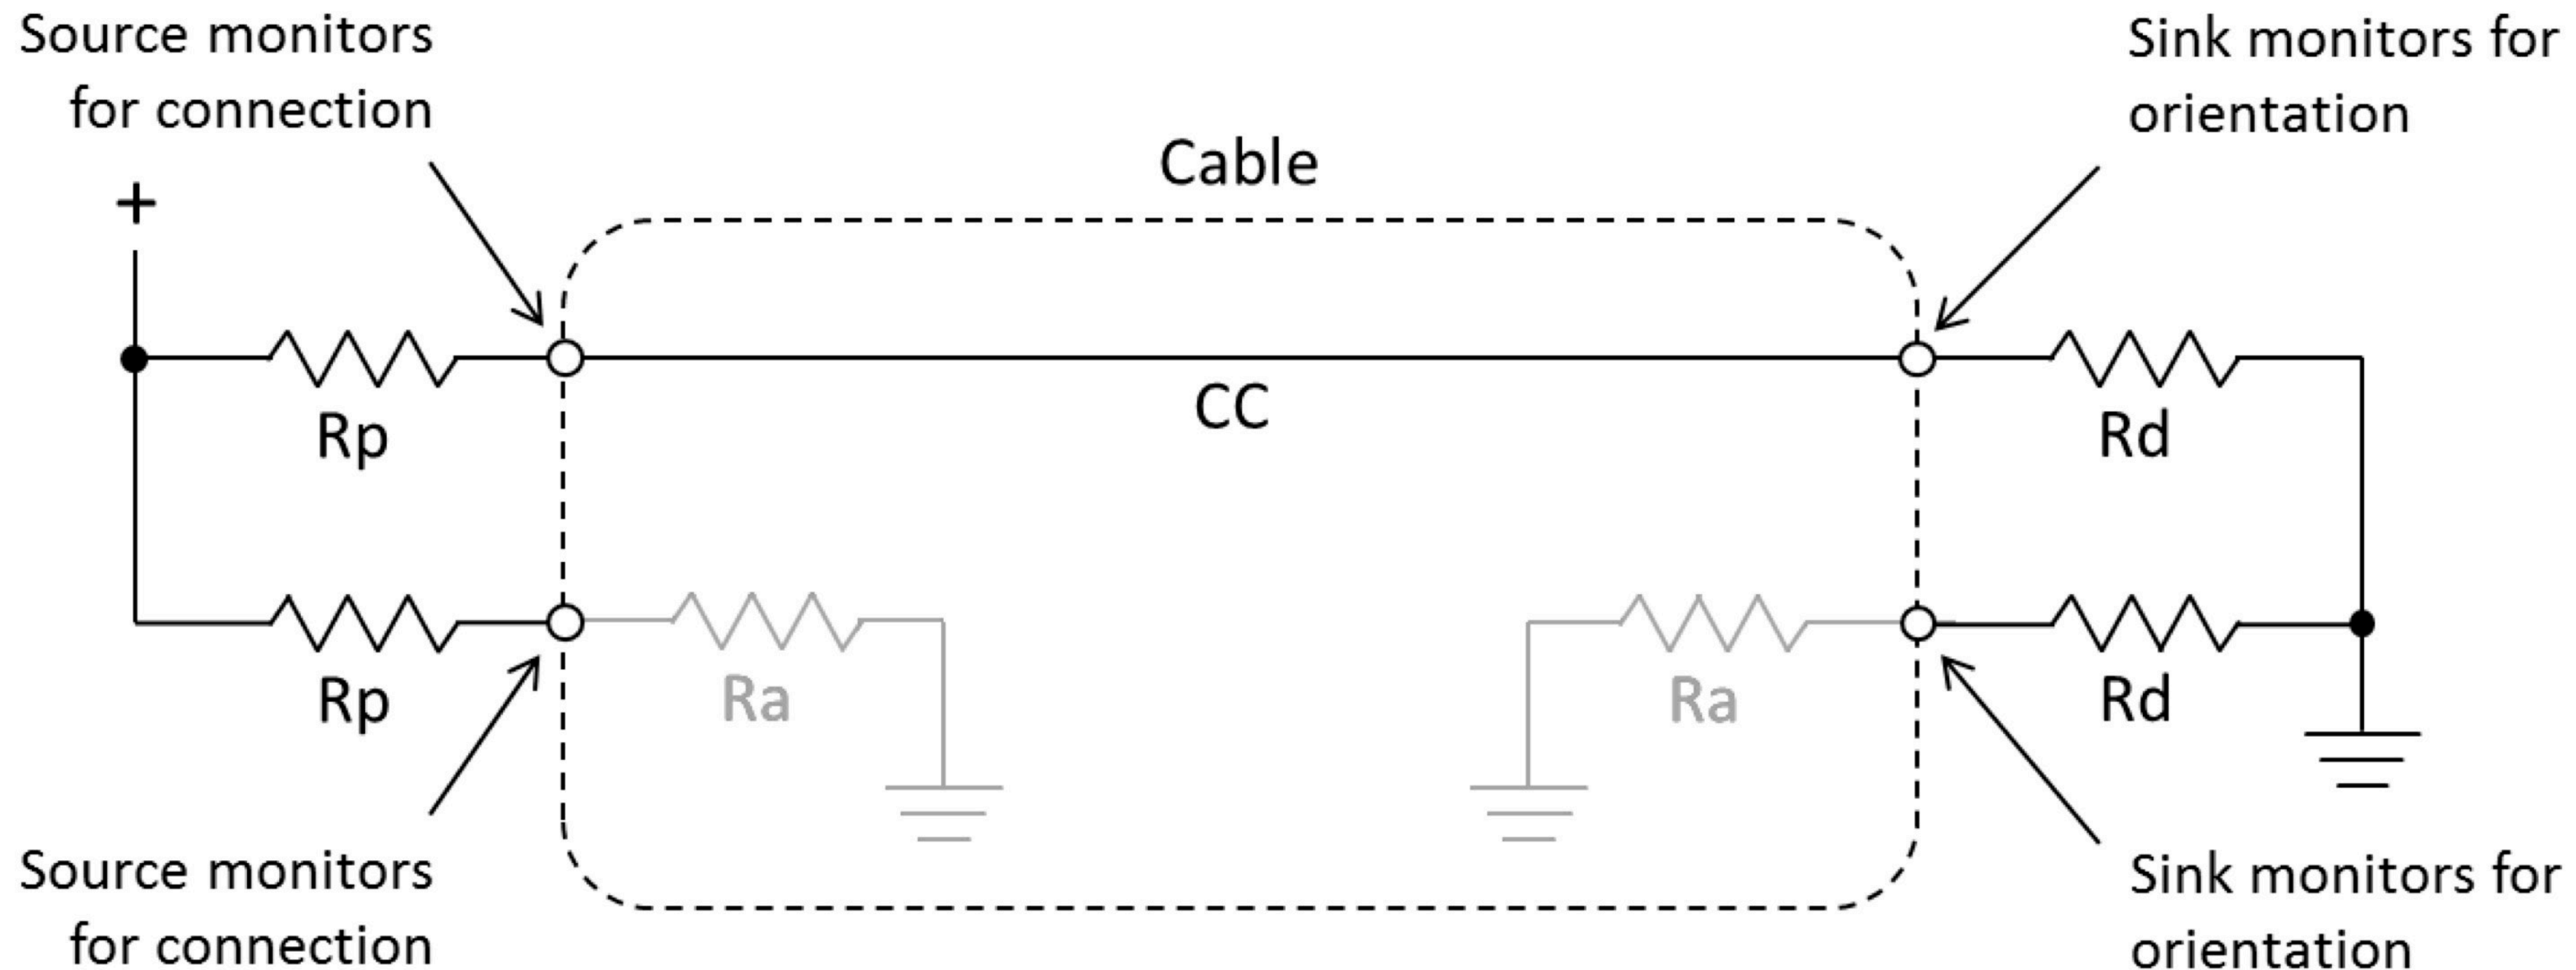 Source monitors
for connection
Sink monitors for
orientation
Cable
+
CC
Rp
Rd
Rp
Ra
Ra
Rd
Source monitors
for connection
Sink monitors for
orientation